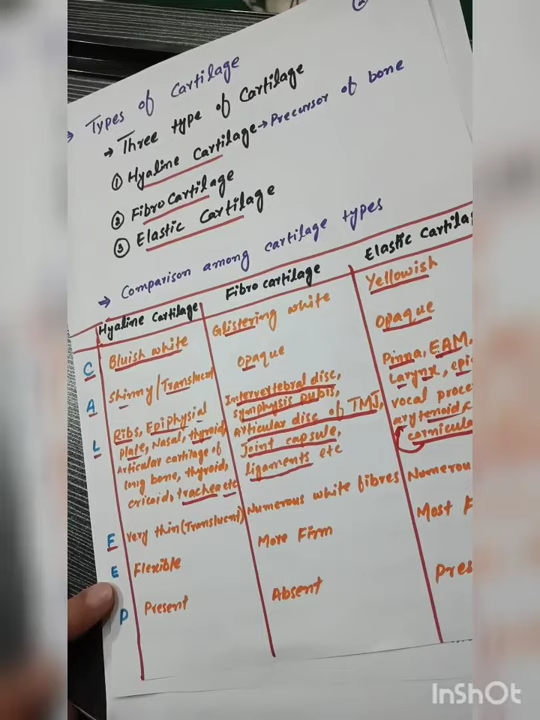 ②
→ Types of Cartilage
→ Three type of Cartilage
① Hyaline Cartilage → Precursor of bone
② Fibro Cartilage
③ Elastic Cartilage
→ Comparison among cartilage types
Hyaline Cartilage
Fibro cartilage
Elastic Cartila
C
Bluish white
Glistering white
Yellowish
A
Shinny / Translucent
Opaque
Opaque
L
Ribs, Epiphysial
Plate, Nasal, thyroid
Articular cartilage of
long bone, thyroid,
cricoid, trachea etc
Intervertebral disc,
symphysis pubis,
articular disc of TMJ,
Joint capsule,
ligaments etc
Pinna, EAM,
Larynx, epi
vocal proce
arytenoid,
cornicula
E
Very thin (Translucent)
Numerous white fibres
Numerou
E
Flexible
More Firm
Most F
P
Present
Absent
Pres
InShOt